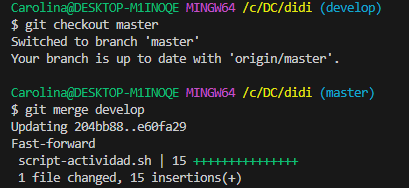 Carolina@DESKTOP-M1INOQE MINGW64 /c/DC/didi (develop)
$ git checkout master
Switched to branch 'master'
Your branch is up to date with 'origin/master'.
Carolina@DESKTOP-M1INOQE MINGW64 /c/DC/didi (master)
$ git merge develop
Updating 204bb88..e60fa29
Fast-forward
 script-actividad.sh | 15 +++++++++++++++
 1 file changed, 15 insertions(+)